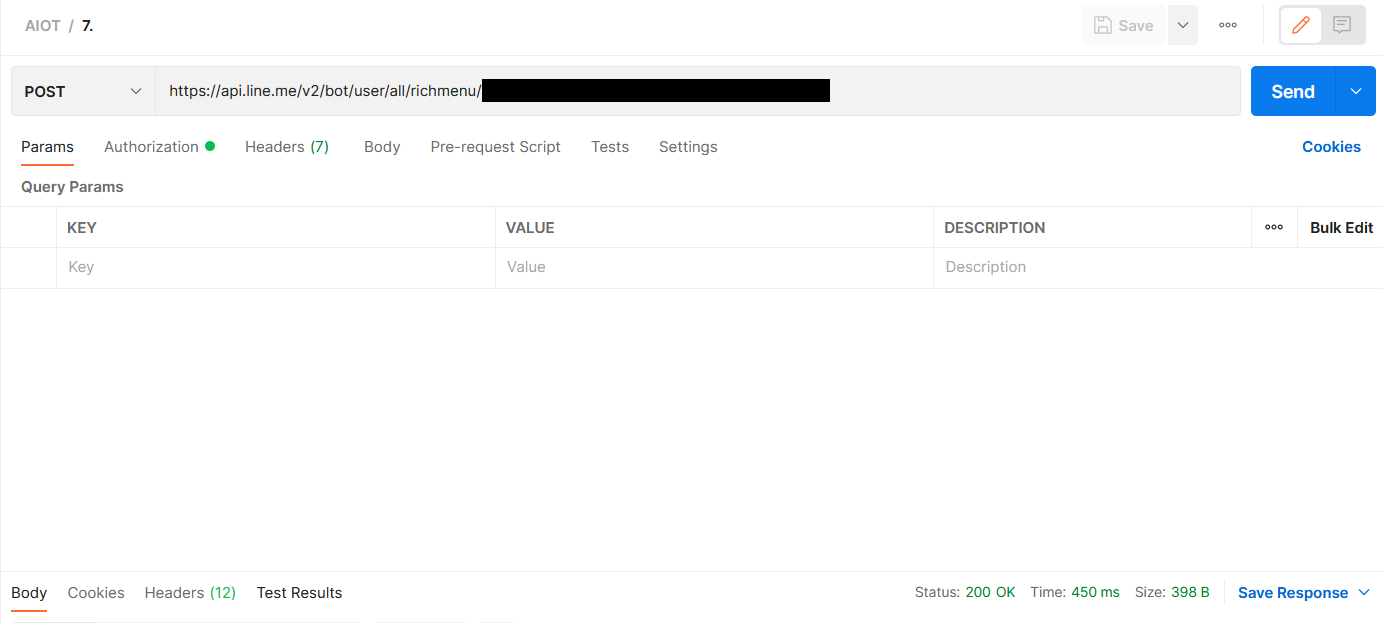 AIOT / 7.
Save
POST
https://api.line.me/v2/bot/user/all/richmenu/
Send
Params Authorization Headers (7) Body Pre-request Script Tests Settings Cookies
Query Params
KEY VALUE DESCRIPTION ooo Bulk Edit
Key Value Description
Body Cookies Headers (12) Test Results Status: 200 OK Time: 450 ms Size: 398 B Save Response